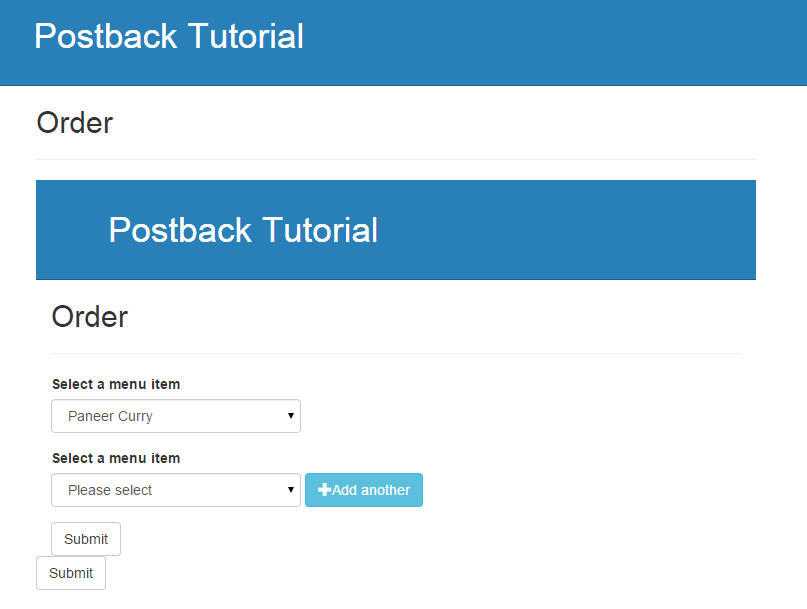 Postback Tutorial
Order
Postback Tutorial
Order
Select a menu item
Paneer Curry
Select a menu item
Please select
Add another
Submit
Submit